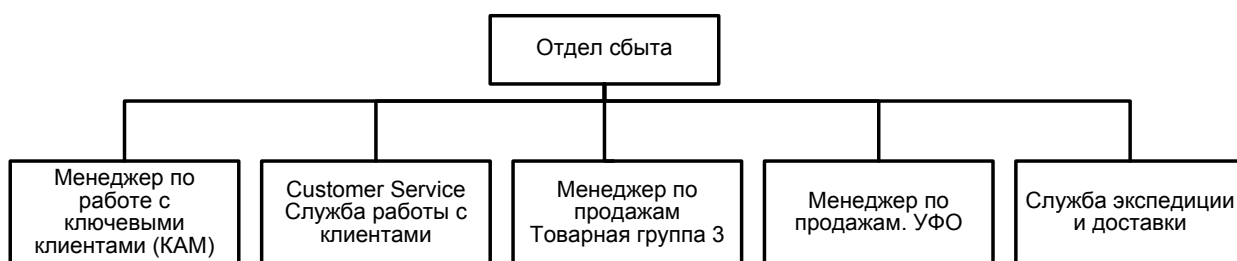 Отдел сбыта
Менеджер по
работе с
ключевыми
клиентами (КАМ)
Customer Service
Служба работы с
клиентами
Менеджер по
продажам
Товарная группа 3
Менеджер по
продажам. УФО
Служба экспедиции
и доставки